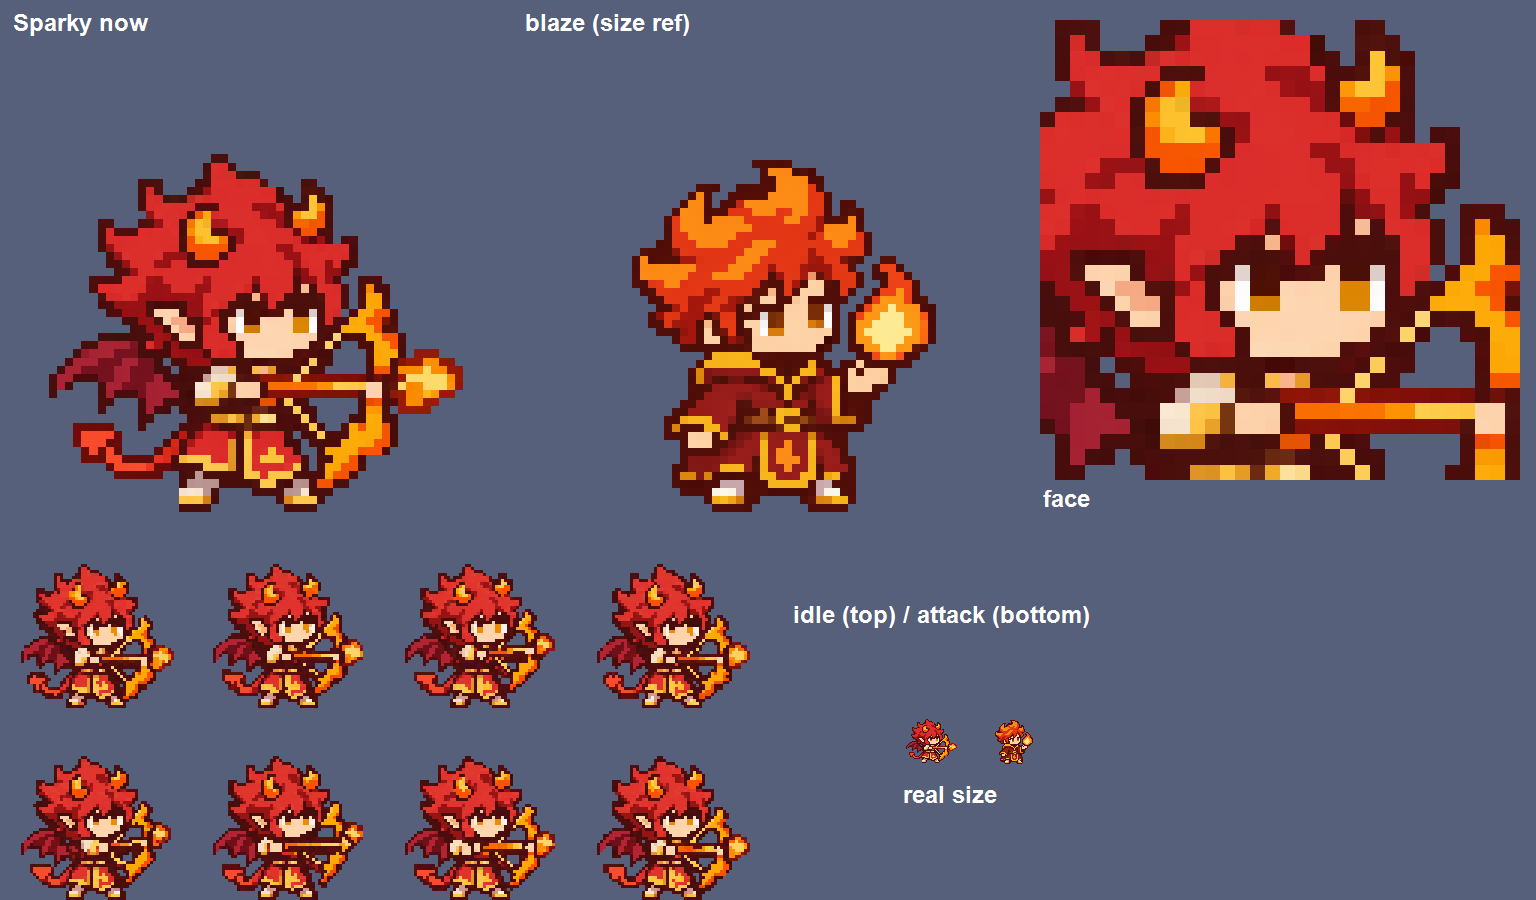 Sparky now
blaze (size ref)
face
idle (top) / attack (bottom)
real size